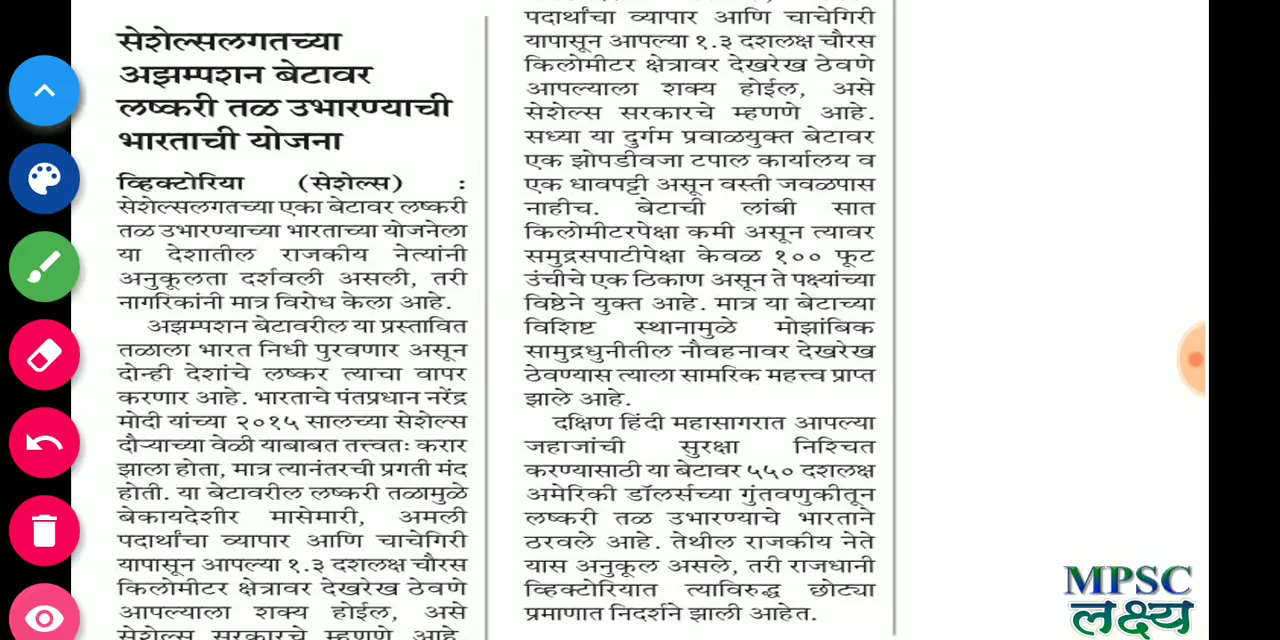 सेशेल्सलगतच्या
अझम्पशन बेटावर
लष्करी तळ उभारण्याची
भारताची योजना
व्हिक्टोरिया (सेशेल्स) :
सेशेल्सलगतच्या एका बेटावर लष्करी
तळ उभारण्याच्या भारताच्या योजनेला
या देशातील राजकीय नेत्यांनी
अनुकूलता दर्शवली असली, तरी
नागरिकांनी मात्र विरोध केला आहे.
अझम्पशन बेटावरील या प्रस्तावित
तळाला भारत निधी पुरवणार असून
दोन्ही देशांचे लष्कर त्याचा वापर
करणार आहे. भारताचे पंतप्रधान नरेंद्र
मोदी यांच्या २०१५ सालच्या सेशेल्स
दौऱ्याच्या वेळी याबाबत तत्त्वतः करार
झाला होता, मात्र त्यानंतरची प्रगती मंद
होती. या बेटावरील लष्करी तळामुळे
बेकायदेशीर मासेमारी, अमली
पदार्थांचा व्यापार आणि चाचेगिरी
यापासून आपल्या १.३ दशलक्ष चौरस
किलोमीटर क्षेत्रावर देखरेख ठेवणे
आपल्याला शक्य होईल, असे
सेशेल्स सरकारचे म्हणणे आहे.
पदार्थांचा व्यापार आणि चाचेगिरी
यापासून आपल्या १.३ दशलक्ष चौरस
किलोमीटर क्षेत्रावर देखरेख ठेवणे
आपल्याला शक्य होईल, असे
सेशेल्स सरकारचे म्हणणे आहे.
सध्या या दुर्गम प्रवाळयुक्त बेटावर
एक झोपडीवजा टपाल कार्यालय व
एक धावपट्टी असून वस्ती जवळपास
नाहीच. बेटाची लांबी सात
किलोमीटरपेक्षा कमी असून त्यावर
समुद्रसपाटीपेक्षा केवळ १०० फूट
उंचीचे एक ठिकाण असून ते पक्ष्यांच्या
विष्ठेने युक्त आहे. मात्र या बेटाच्या
विशिष्ट स्थानामुळे मोझांबिक
सामुद्रधुनीतील नौवहनावर देखरेख
ठेवण्यास त्याला सामरिक महत्त्व प्राप्त
झाले आहे.
दक्षिण हिंदी महासागरात आपल्या
जहाजांची सुरक्षा निश्चित
करण्यासाठी या बेटावर ५५० दशलक्ष
अमेरिकी डॉलर्सच्या गुंतवणुकीतून
लष्करी तळ उभारण्याचे भारताने
ठरवले आहे. तेथील राजकीय नेते
यास अनुकूल असले, तरी राजधानी
व्हिक्टोरियात त्याविरुद्ध छोट्या
प्रमाणात निदर्शने झाली आहेत.
MPSC
लक्ष्य